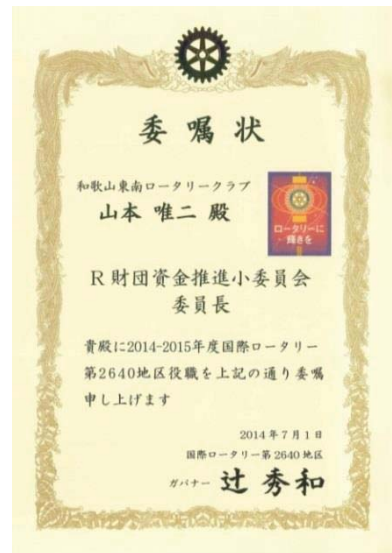 委嘱状
和歌山東南ロータリークラブ
山本 唯二 殿
ロータリーに
輝きを
R財団資金推進小委員会
委員長
貴殿に2014-2015年度国際ロータリー
第2640地区役職を上記の通り委嘱
申し上げます
2014年7月1日
国際ロータリー第2640地区
ガバナー 辻 秀和